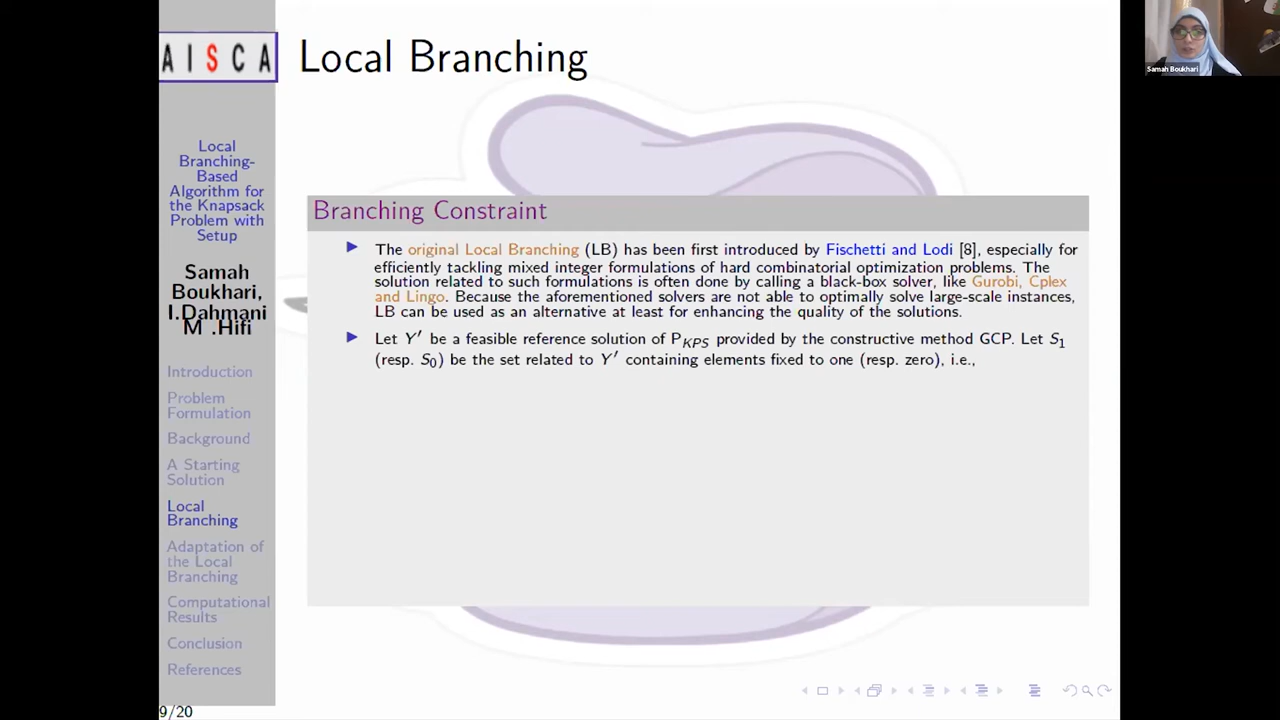 AISCA
Local Branching
Samah Boukhari
Local
Branching-
Based
Algorithm for
the Knapsack
Problem with
Setup
Samah
Boukhari,
I.Dahmani
M .Hifi
Introduction
Problem
Formulation
Background
A Starting
Solution
Local
Branching
Adaptation of
the Local
Branching
Computational
Results
Conclusion
References
9/20
Branching Constraint
The original Local Branching (LB) has been first introduced by Fischetti and Lodi [8], especially for
efficiently tackling mixed integer formulations of hard combinatorial optimization problems. The
solution related to such formulations is often done by calling a black-box solver, like Gurobi, Cplex
and Lingo. Because the aforementioned solvers are not able to optimally solve large-scale instances,
LB can be used as an alternative at least for enhancing the quality of the solutions.
Let Y′ be a feasible reference solution of P_KPS provided by the constructive method GCP. Let S₁
(resp. S₀) be the set related to Y′ containing elements fixed to one (resp. zero), i.e.,